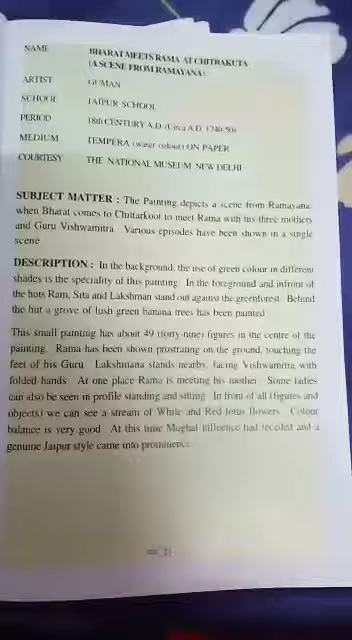 NAME BHARAT MEETS RAMA AT CHITRAKUTA
(A SCENE FROM RAMAYANA)
ARTIST GUMAN
SCHOOL JAIPUR SCHOOL
PERIOD 18th CENTURY A.D. (Circa A.D. 1740-50)
MEDIUM TEMPERA (water colour) ON PAPER
COURTESY THE NATIONAL MUSEUM NEW DELHI
SUBJECT MATTER : The Painting depicts a scene from Ramayana,
when Bharat comes to Chittarkoot to meet Rama with his three mothers
and Guru Vishwamitra. Various episodes have been shown in a single
scene
DESCRIPTION : In the background, the use of green colour in different
shades is the speciality of this painting. In the foreground and infront of
the huts Ram, Sita and Lakshman stand out against the greenforest. Behind
the hut a grove of lush green banana trees has been painted
This small painting has about 49 (forty-nine) figures in the centre of the
painting. Rama has been shown prostrating on the ground, touching the
feet of his Guru. Lakshmana stands nearby, facing Vishwamitra with
folded hands. At one place Rama is meeting his mother. Some ladies
can also be seen in profile standing and sitting. In front of all (figures and
objects) we can see a stream of White and Red lotus flowers. Colour
balance is very good. At this time Mughal influence had receded and a
genuine Jaipur style came into prominence.